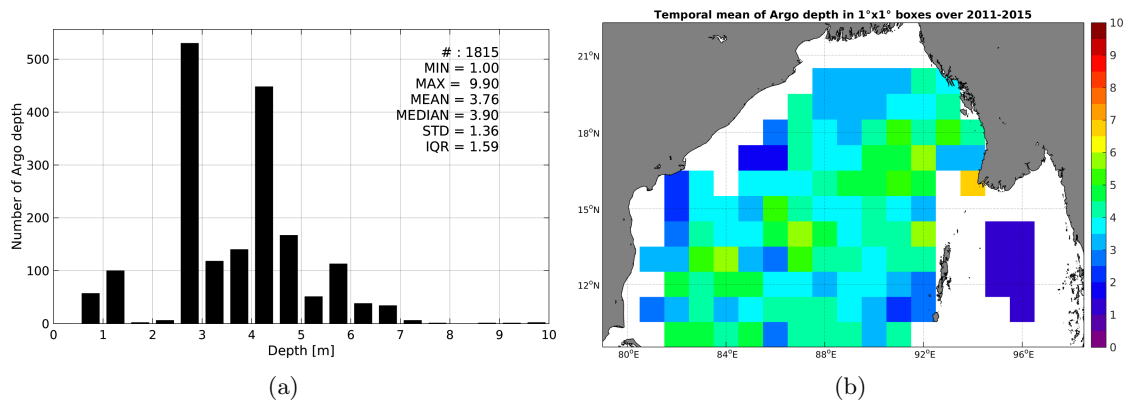 500
400
300
200
100
0
Number of Argo depth
# : 1815
MIN = 1.00
MAX = 9.90
MEAN = 3.76
MEDIAN = 3.90
STD = 1.36
IQR = 1.59
0 1 2 3 4 5 6 7 8 9 10
Depth [m]
(a)
Temporal mean of Argo depth in 1°x1° boxes over 2011-2015
21°N
18°N
15°N
12°N
80°E 84°E 88°E 92°E 96°E
10
9
8
7
6
5
4
3
2
1
0
(b)